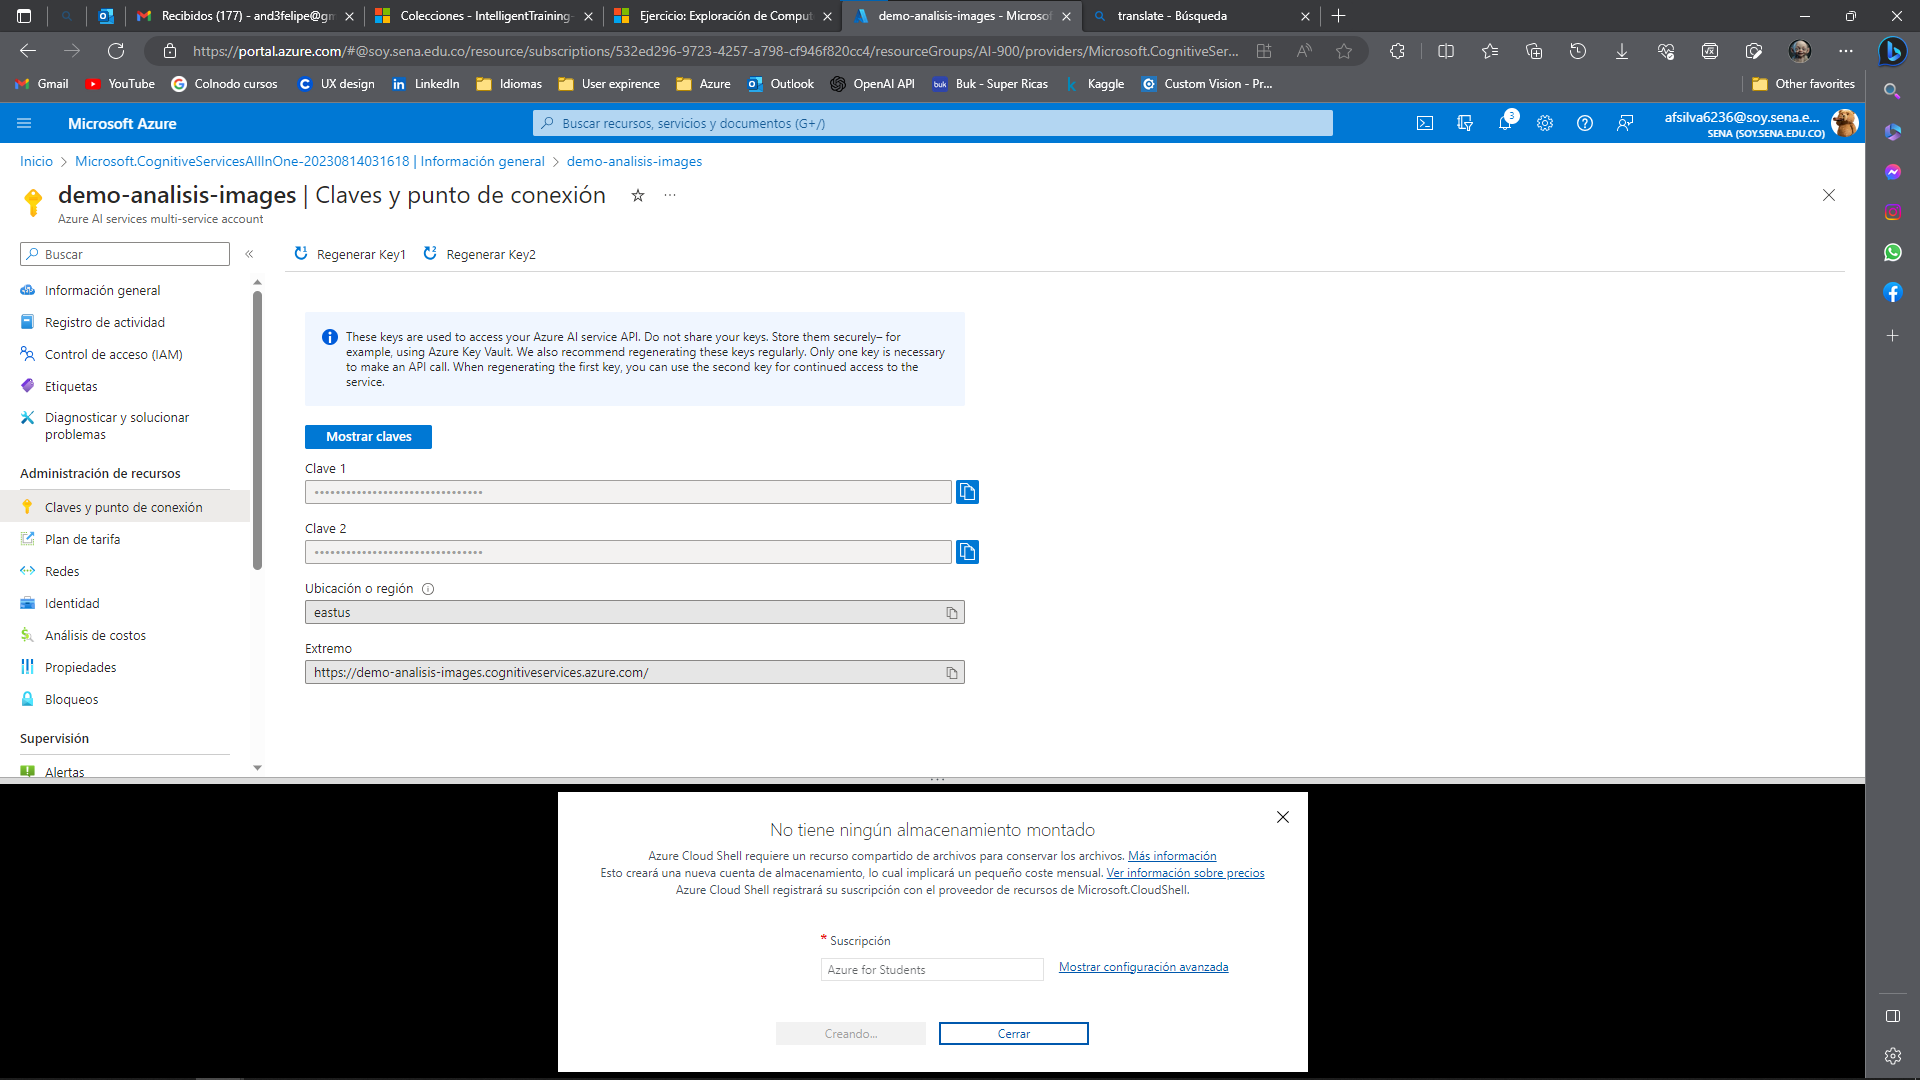 Recibidos (177) - and3felipe@gm
Colecciones - IntelligentTraining-
Ejercicio: Exploración de Comput
demo-analisis-images - Microsof
translate - Búsqueda
https://portal.azure.com/#@soy.sena.edu.co/resource/subscriptions/532ed296-9723-4257-a798-cf946f820cc4/resourceGroups/AI-900/providers/Microsoft.CognitiveSer...
Gmail
YouTube
Colnodo cursos
UX design
LinkedIn
Idiomas
User expirence
Azure
Outlook
OpenAI API
Buk - Super Ricas
Kaggle
Custom Vision - Pr...
Other favorites
Microsoft Azure
Buscar recursos, servicios y documentos (G+/)
3
afsilva6236@soy.sena.e...
SENA (SOY.SENA.EDU.CO)
Inicio > Microsoft.CognitiveServicesAllInOne-20230814031618 | Información general > demo-analisis-images
demo-analisis-images | Claves y punto de conexión
Azure AI services multi-service account
Buscar
Regenerar Key1
Regenerar Key2
Información general
Registro de actividad
Control de acceso (IAM)
Etiquetas
Diagnosticar y solucionar
problemas
Administración de recursos
Claves y punto de conexión
Plan de tarifa
Redes
Identidad
Análisis de costos
Propiedades
Bloqueos
Supervisión
Alertas
These keys are used to access your Azure AI service API. Do not share your keys. Store them securely– for
example, using Azure Key Vault. We also recommend regenerating these keys regularly. Only one key is necessary
to make an API call. When regenerating the first key, you can use the second key for continued access to the
service.
Mostrar claves
Clave 1
Clave 2
Ubicación o región
eastus
Extremo
https://demo-analisis-images.cognitiveservices.azure.com/
No tiene ningún almacenamiento montado
Azure Cloud Shell requiere un recurso compartido de archivos para conservar los archivos. Más información
Esto creará una nueva cuenta de almacenamiento, lo cual implicará un pequeño coste mensual. Ver información sobre precios
Azure Cloud Shell registrará su suscripción con el proveedor de recursos de Microsoft.CloudShell.
* Suscripción
Azure for Students
Mostrar configuración avanzada
Creando...
Cerrar